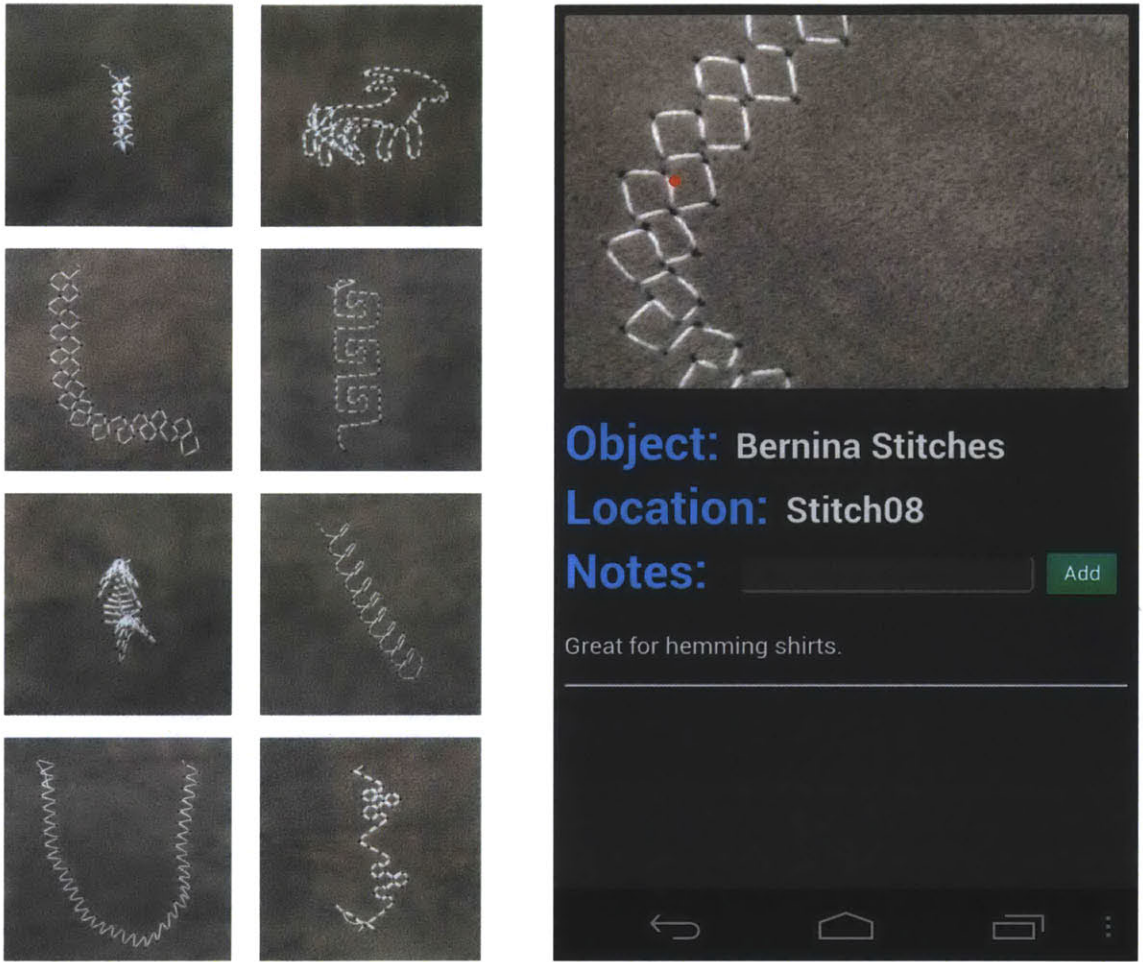 Object: Bernina Stitches
Location: Stitch08
Notes: Add
Great for hemming shirts.